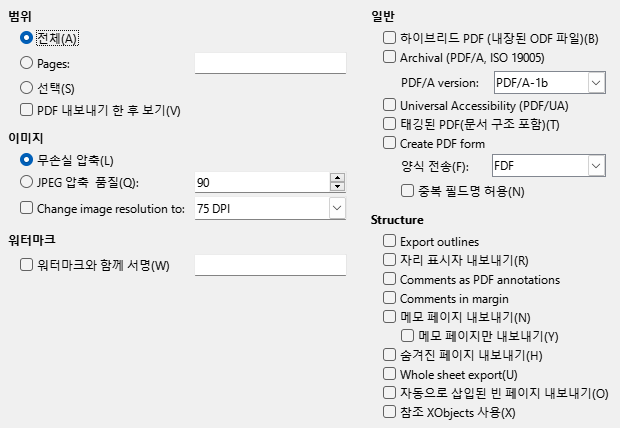 범위
전체(A)
Pages:
선택(S)
PDF 내보내기 한 후 보기(V)
이미지
무손실 압축(L)
JPEG 압축 품질(Q): 90
Change image resolution to: 75 DPI
워터마크
워터마크와 함께 서명(W)
일반
하이브리드 PDF (내장된 ODF 파일)(B)
Archival (PDF/A, ISO 19005)
PDF/A version: PDF/A-1b
Universal Accessibility (PDF/UA)
태깅된 PDF(문서 구조 포함)(T)
Create PDF form
양식 전송(F): FDF
중복 필드명 허용(N)
Structure
Export outlines
자리 표시자 내보내기(R)
Comments as PDF annotations
Comments in margin
메모 페이지 내보내기(N)
메모 페이지만 내보내기(Y)
숨겨진 페이지 내보내기(H)
Whole sheet export(U)
자동으로 삽입된 빈 페이지 내보내기(O)
참조 XObjects 사용(X)